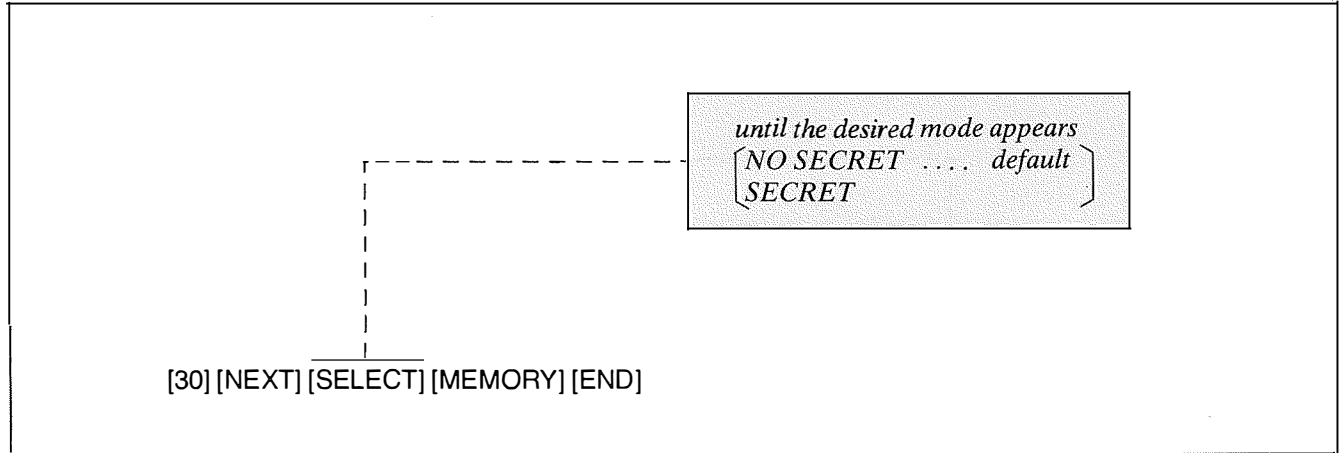 until the desired mode appears
NO SECRET .... default
SECRET
[30] [NEXT] [SELECT] [MEMORY] [END]